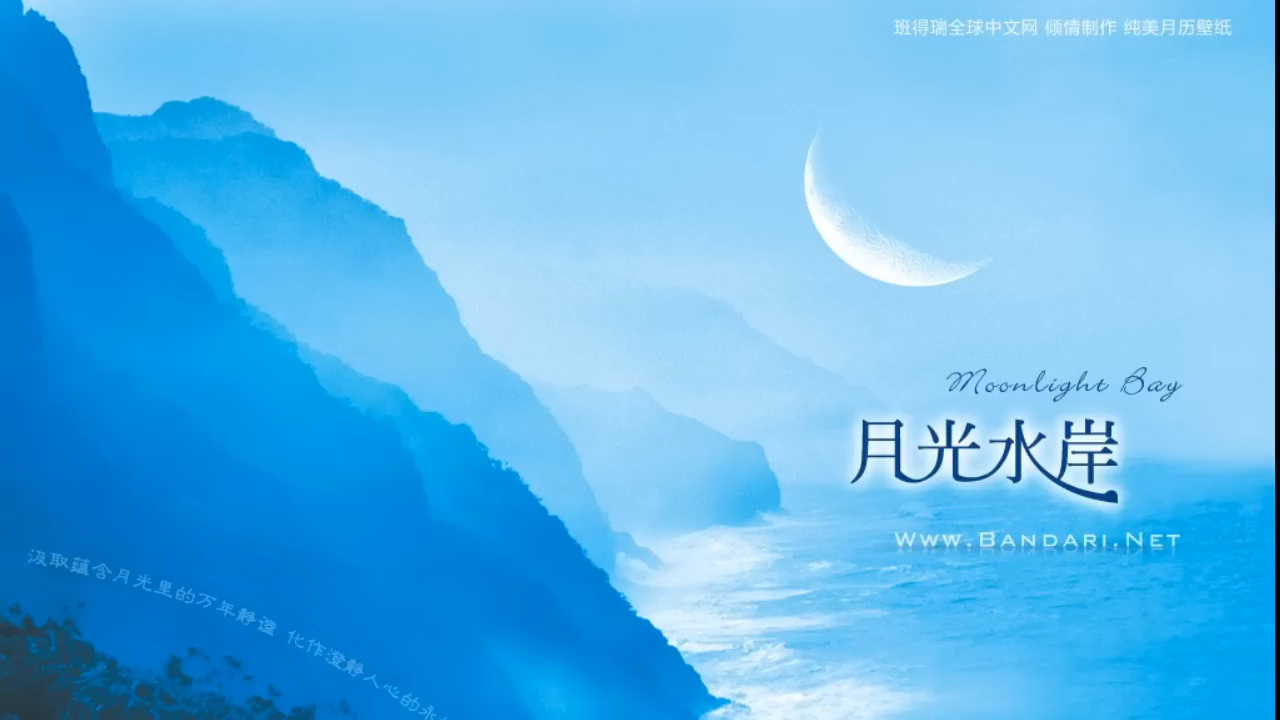 班得瑞全球中文网 倾情制作 纯美月历壁纸
Moonlight Bay
月光水岸
WWW.BANDARI.NET
汲取蕴含月光里的万年静谧 化作澄静人心的永